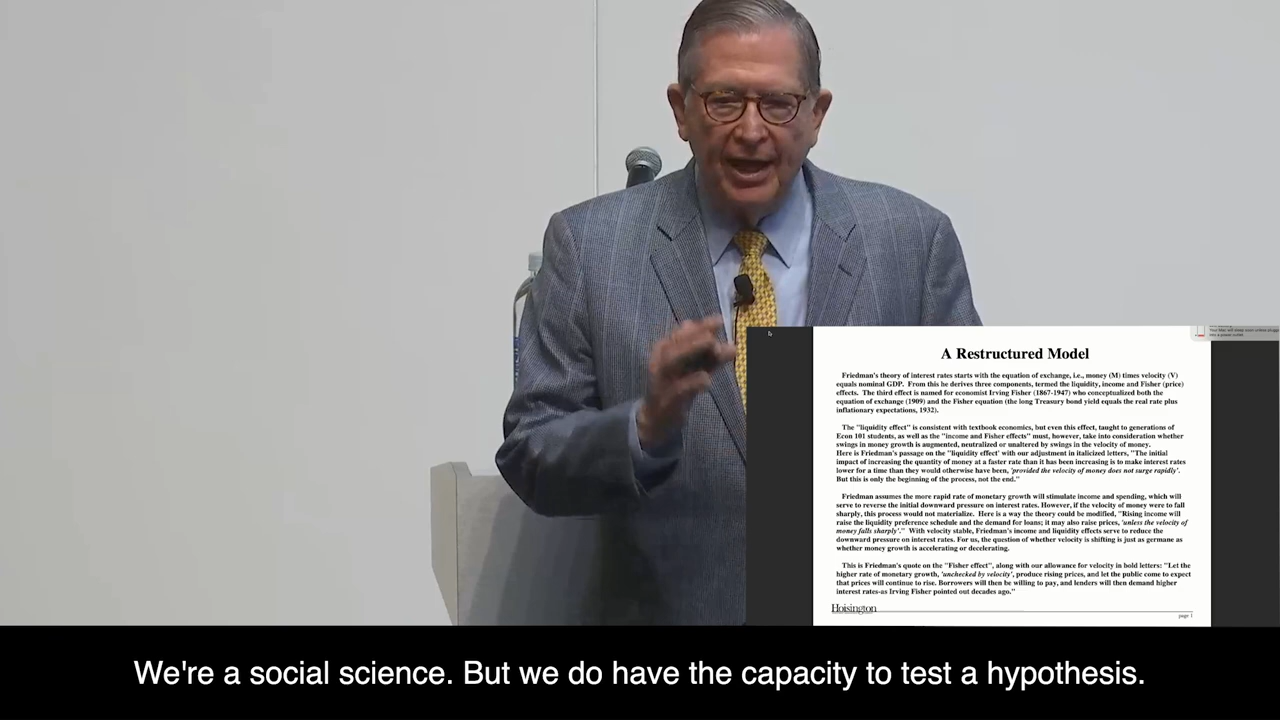 Your Mac will sleep soon unless plugged
into a power outlet
A Restructured Model
Friedman's theory of interest rates starts with the equation of exchange, i.e., money (M) times velocity (V)
equals nominal GDP. From this he derives three components, termed the liquidity, income and Fisher (price)
effects. The third effect is named for economist Irving Fisher (1867-1947) who conceptualized both the
equation of exchange (1909) and the Fisher equation (the long Treasury bond yield equals the real rate plus
inflationary expectations, 1932).
The "liquidity effect" is consistent with textbook economics, but even this effect, taught to generations of
Econ 101 students, as well as the "income and Fisher effects" must, however, take into consideration whether
swings in money growth is augmented, neutralized or unaltered by swings in the velocity of money.
Here is Friedman's passage on the "liquidity effect' with our adjustment in italicized letters, "The initial
impact of increasing the quantity of money at a faster rate than it has been increasing is to make interest rates
lower for a time than they would otherwise have been, 'provided the velocity of money does not surge rapidly'.
But this is only the beginning of the process, not the end."
Friedman assumes the more rapid rate of monetary growth will stimulate income and spending, which will
serve to reverse the initial downward pressure on interest rates. However, if the velocity of money were to fall
sharply, this process would not materialize. Here is a way the theory could be modified, "Rising income will
raise the liquidity preference schedule and the demand for loans; it may also raise prices, 'unless the velocity of
money falls sharply'." With velocity stable, Friedman's income and liquidity effects serve to reduce the
downward pressure on interest rates. For us, the question of whether velocity is shifting is just as germane as
whether money growth is accelerating or decelerating.
This is Friedman's quote on the "Fisher effect", along with our allowance for velocity in bold letters: "Let the
higher rate of monetary growth, 'unchecked by velocity', produce rising prices, and let the public come to expect
that prices will continue to rise. Borrowers will then be willing to pay, and lenders will then demand higher
interest rates-as Irving Fisher pointed out decades ago."
Hoisington
page 1
We're a social science. But we do have the capacity to test a hypothesis.